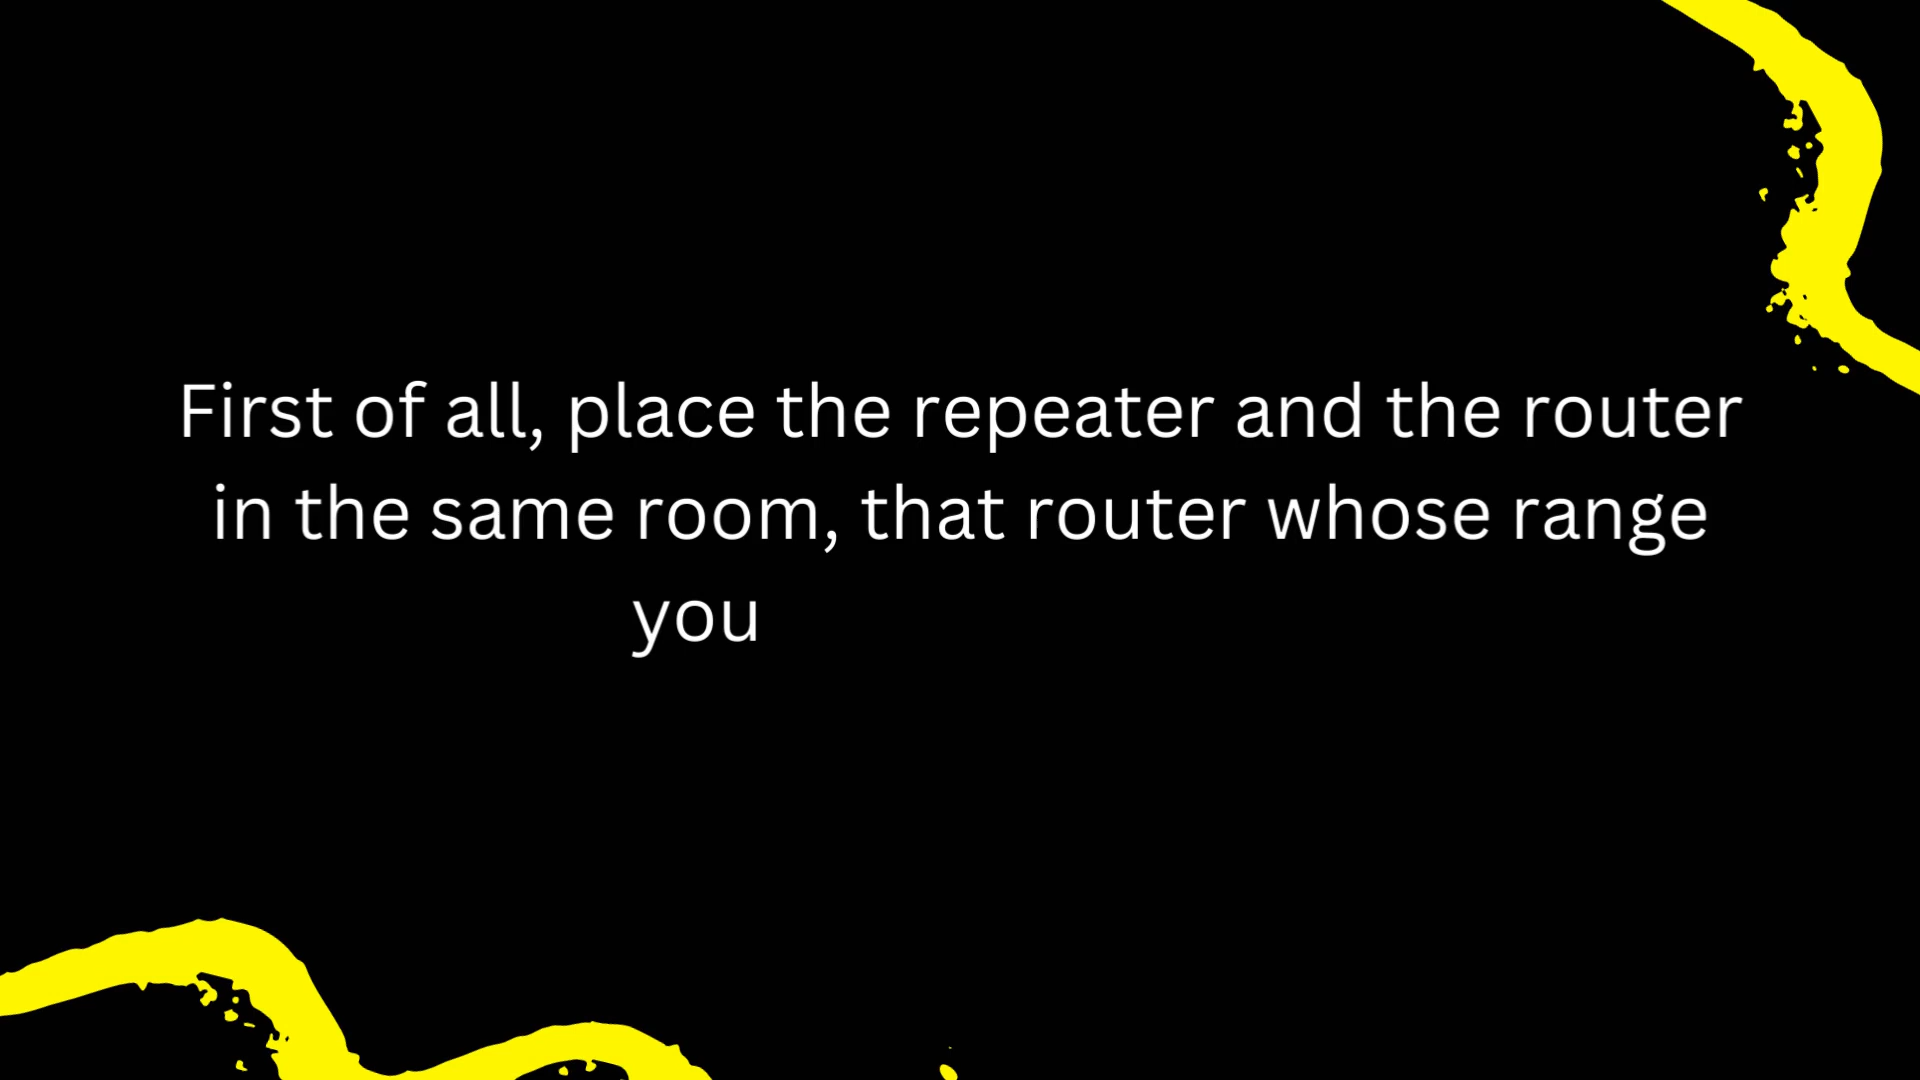 First of all, place the repeater and the router
in the same room, that router whose range
you